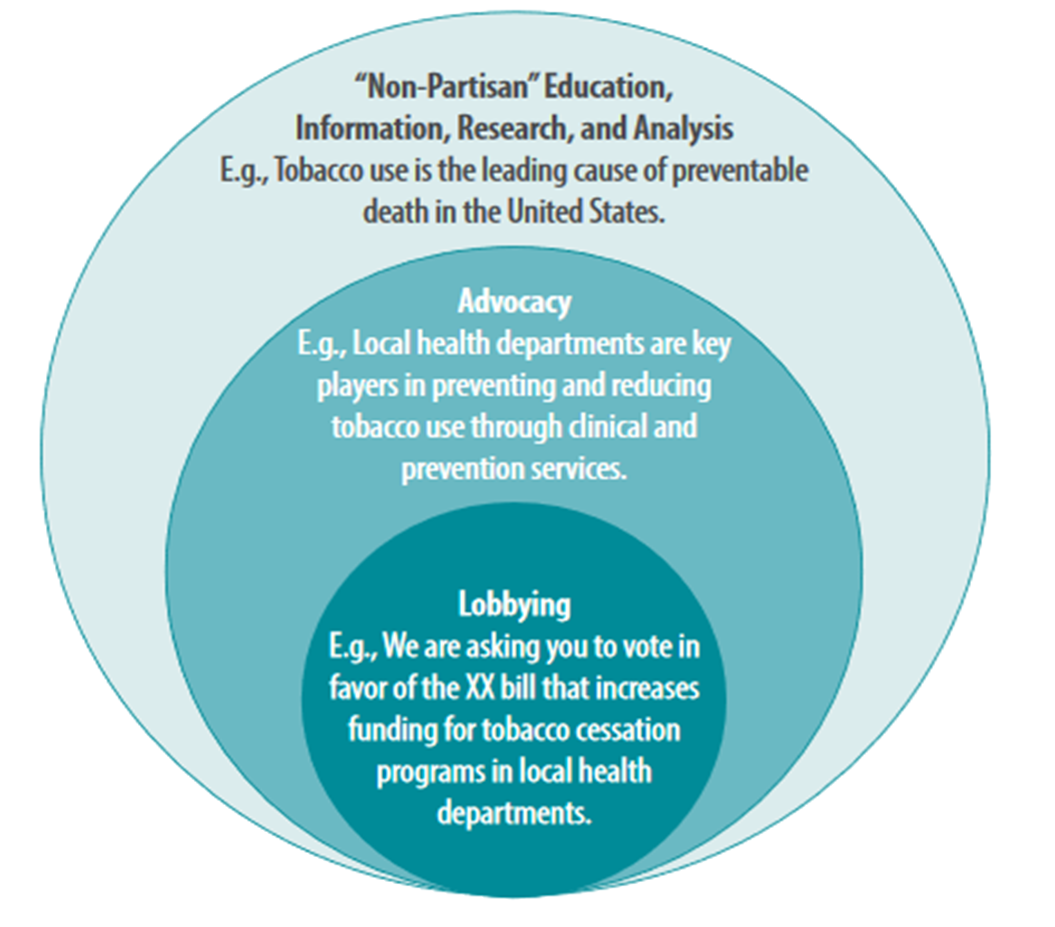 “Non-Partisan” Education,
Information, Research, and Analysis
E.g., Tobacco use is the leading cause of preventable
death in the United States.
Advocacy
E.g., Local health departments are key
players in preventing and reducing
tobacco use through clinical and
prevention services.
Lobbying
E.g., We are asking you to vote in
favor of the XX bill that increases
funding for tobacco cessation
programs in local health
departments.